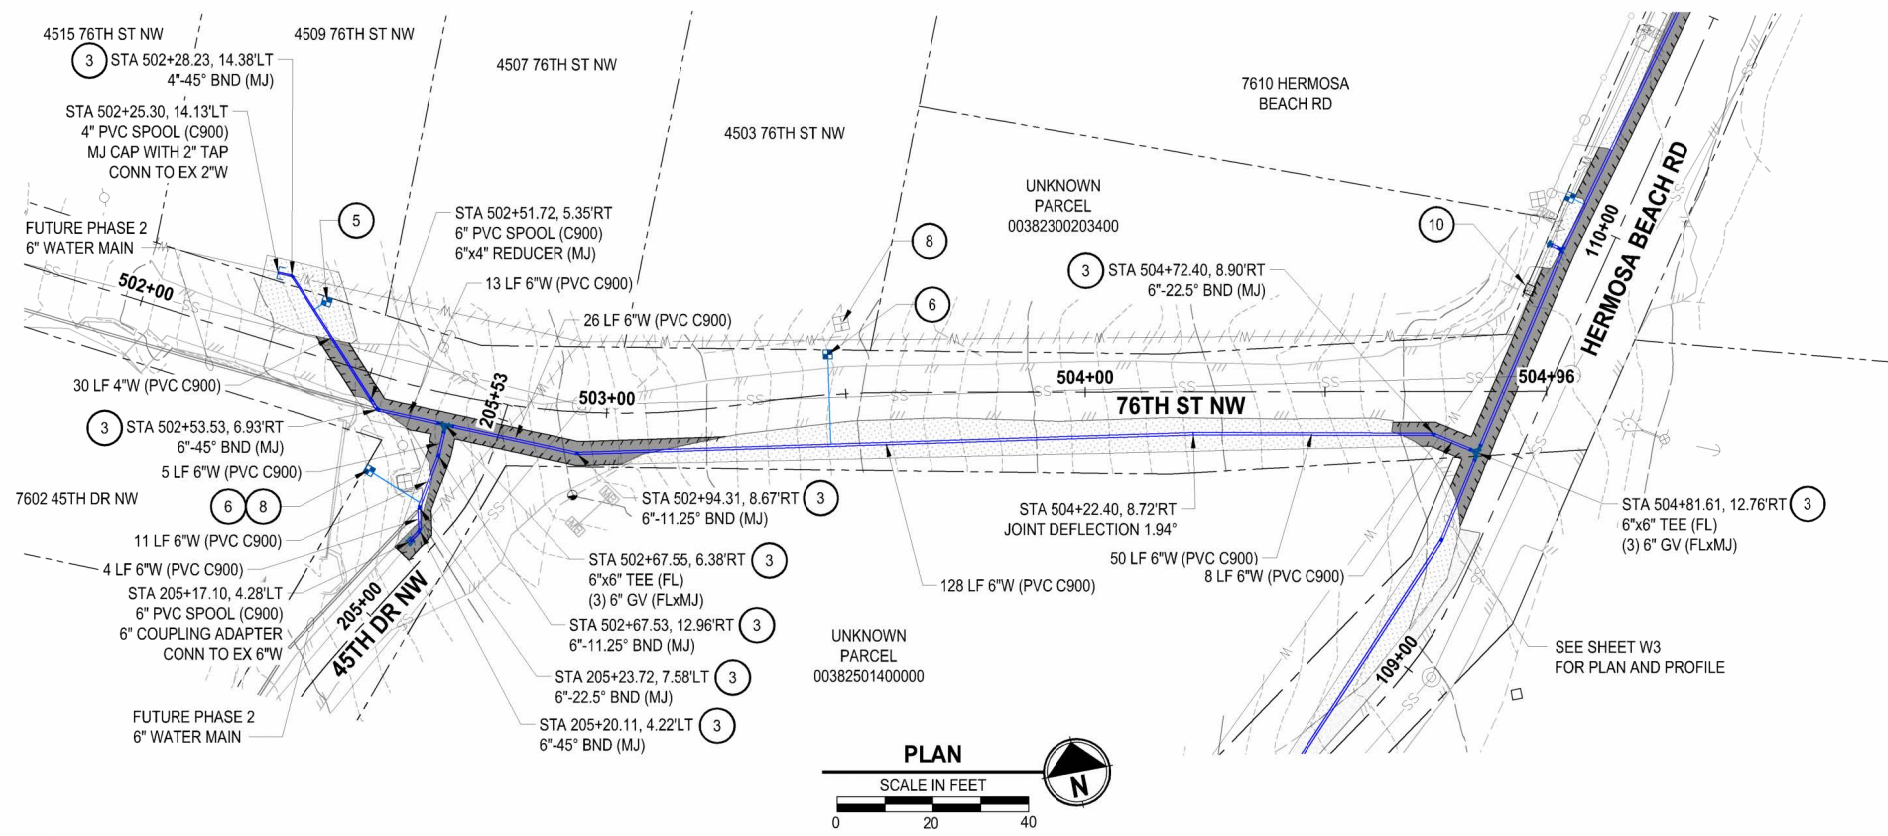 4515 76TH ST NW
3
STA 502+28.23, 14.38'LT
4"-45° BND (MJ)
4509 76TH ST NW
4507 76TH ST NW
4503 76TH ST NW
7610 HERMOSA
BEACH RD
STA 502+25.30, 14.13'LT
4" PVC SPOOL (C900)
MJ CAP WITH 2" TAP
CONN TO EX 2"W
FUTURE PHASE 2
6" WATER MAIN
5
STA 502+51.72, 5.35'RT
6" PVC SPOOL (C900)
6"x4" REDUCER (MJ)
13 LF 6"W (PVC C900)
26 LF 6"W (PVC C900)
8
6
UNKNOWN
PARCEL
00382300203400
3
STA 504+72.40, 8.90'RT
6"-22.5° BND (MJ)
10
110+00
HERMOSA BEACH RD
502+00
30 LF 4"W (PVC C900)
205+53
503+00
504+00
504+96
76TH ST NW
3
STA 502+53.53, 6.93'RT
6"-45° BND (MJ)
5 LF 6"W (PVC C900)
7602 45TH DR NW
6
8
11 LF 6"W (PVC C900)
4 LF 6"W (PVC C900)
STA 205+17.10, 4.28'LT
6" PVC SPOOL (C900)
6" COUPLING ADAPTER
CONN TO EX 6"W
205+00
45TH DR NW
FUTURE PHASE 2
6" WATER MAIN
STA 502+94.31, 8.67'RT
6"-11.25° BND (MJ)
3
STA 502+67.55, 6.38'RT
6"x6" TEE (FL)
(3) 6" GV (FLxMJ)
3
STA 502+67.53, 12.96'RT
6"-11.25° BND (MJ)
3
STA 205+23.72, 7.58'LT
6"-22.5° BND (MJ)
3
STA 205+20.11, 4.22'LT
6"-45° BND (MJ)
3
128 LF 6"W (PVC C900)
STA 504+22.40, 8.72'RT
JOINT DEFLECTION 1.94°
50 LF 6"W (PVC C900)
8 LF 6"W (PVC C900)
STA 504+81.61, 12.76'RT
6"x6" TEE (FL)
(3) 6" GV (FLxMJ)
3
UNKNOWN
PARCEL
00382501400000
109+00
SEE SHEET W3
FOR PLAN AND PROFILE
PLAN
SCALE IN FEET
0 20 40
N